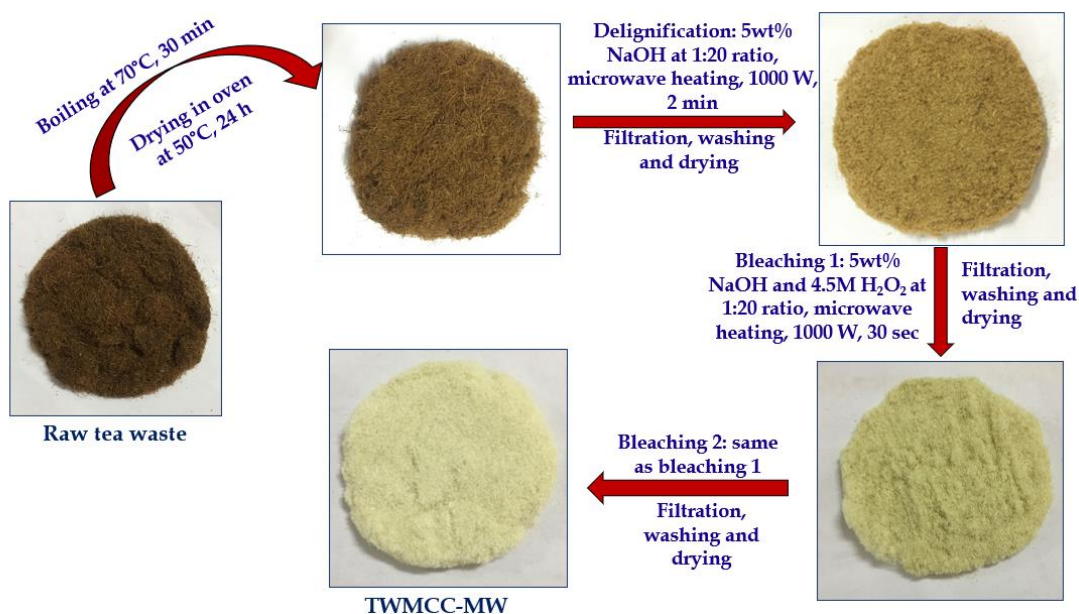 Boiling at 70°C, 30 min
Drying in oven
at 50°C, 24 h
Raw tea waste
Delignification: 5wt%
NaOH at 1:20 ratio,
microwave heating, 1000 W,
2 min
Filtration, washing
and drying
Bleaching 1: 5wt%
NaOH and 4.5M H₂O₂ at
1:20 ratio, microwave
heating, 1000 W, 30 sec
Filtration,
washing and
drying
Bleaching 2: same
as bleaching 1
Filtration,
washing and
drying
TWMCC-MW